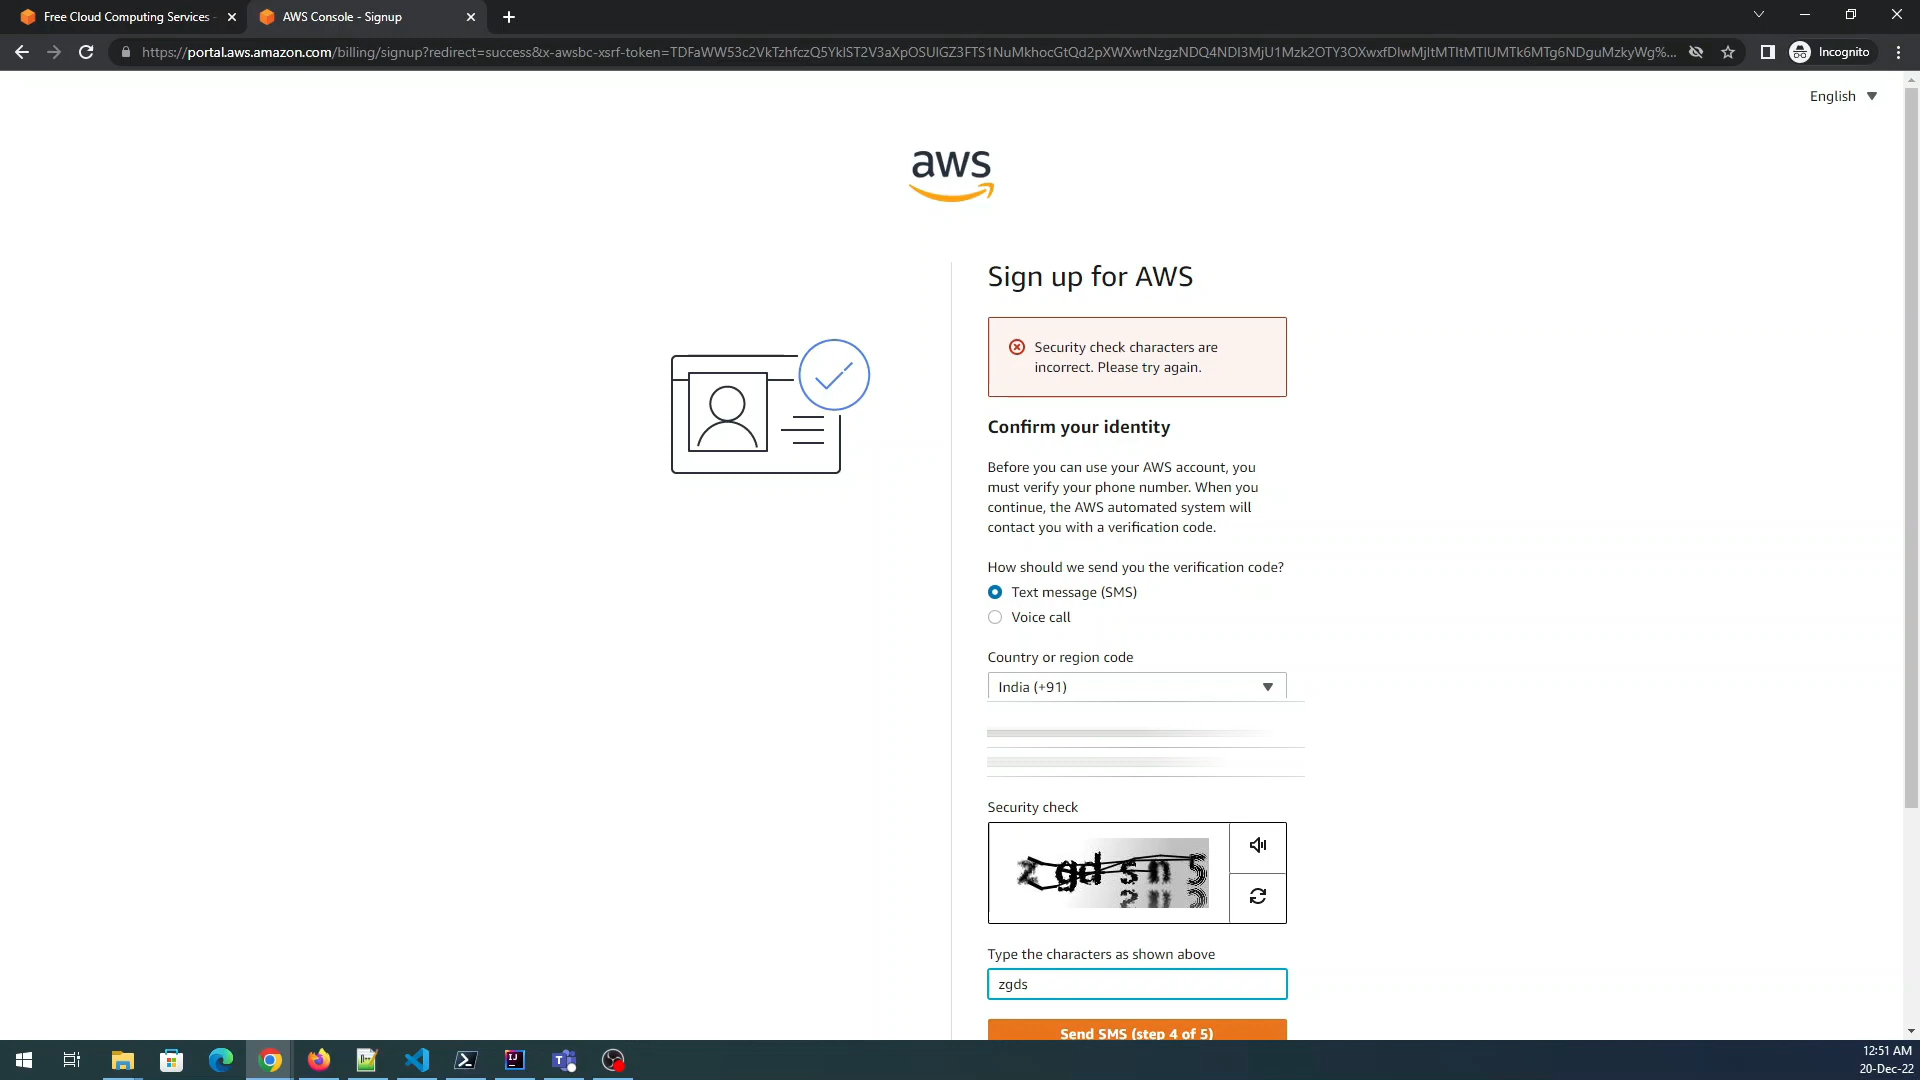 Free Cloud Computing Services -
AWS Console - Signup
https://portal.aws.amazon.com/billing/signup?redirect=success&x-awsbc-xsrf-token=
Incognito
English
aws
Sign up for AWS
Security check characters are
incorrect. Please try again.
Confirm your identity
Before you can use your AWS account, you
must verify your phone number. When you
continue, the AWS automated system will
contact you with a verification code.
How should we send you the verification code?
Text message (SMS)
Voice call
Country or region code
India (+91)
Security check
Type the characters as shown above
zgds
Send SMS (step 4 of 5)
12:51 AM
20-Dec-22